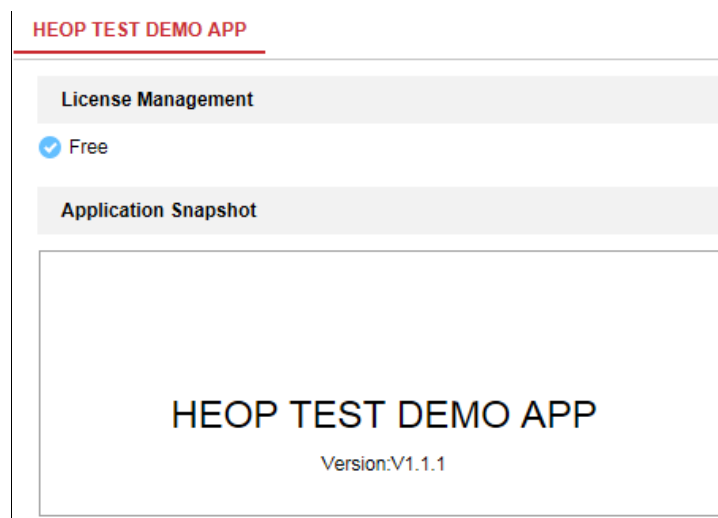 HEOP TEST DEMO APP
License Management
Free
Application Snapshot
HEOP TEST DEMO APP
Version:V1.1.1